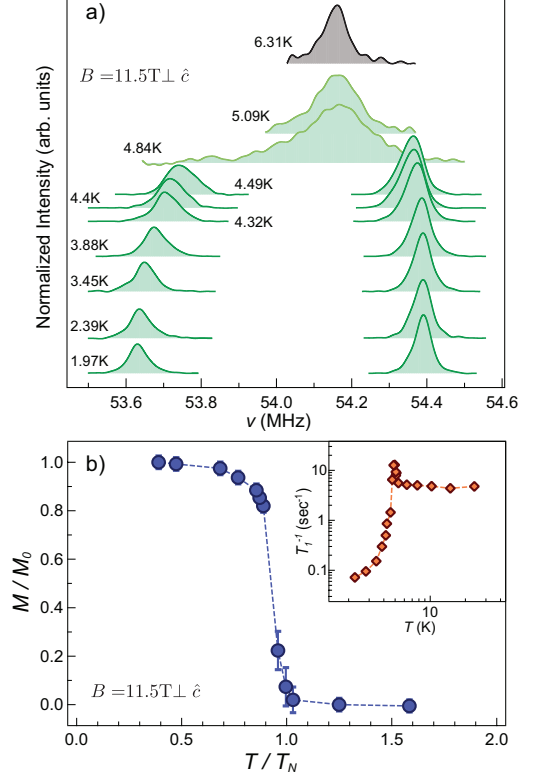 a)
6.31K
B = 11.5T⊥ ĉ
5.09K
4.84K
4.49K
4.4K
4.32K
3.88K
3.45K
2.39K
1.97K
Normalized Intensity (arb. units)
53.6 53.8 54.0 54.2 54.4 54.6
ν (MHz)
b)
1.0
0.8
0.6
0.4
0.2
0.0
M / M0
B = 11.5T⊥ ĉ
0.0 0.5 1.0 1.5 2.0
T / TN
10
1
0.1
T1^-1 (sec^-1)
10
T (K)